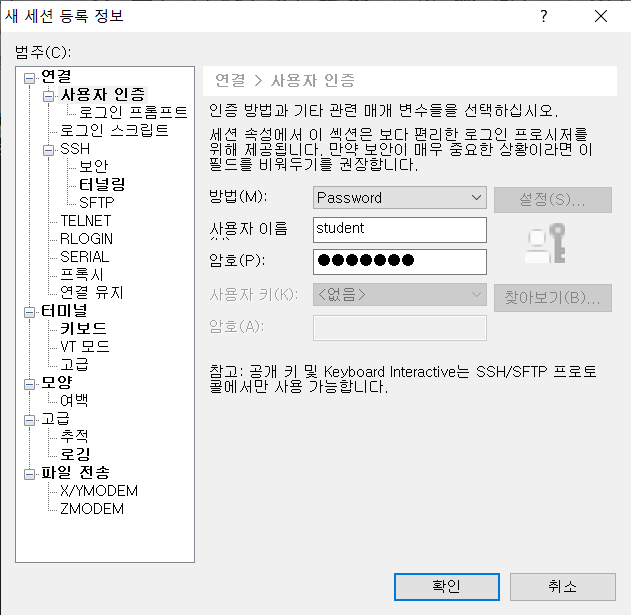 새 세션 등록 정보
범주(C):
연결
사용자 인증
로그인 프롬프트
로그인 스크립트
SSH
보안
터널링
SFTP
TELNET
RLOGIN
SERIAL
프록시
연결 유지
터미널
키보드
VT 모드
고급
모양
여백
고급
추적
로깅
파일 전송
X/YMODEM
ZMODEM
연결 > 사용자 인증
인증 방법과 기타 관련 매개 변수들을 선택하십시오.
세션 속성에서 이 섹션은 보다 편리한 로그인 프로시저를
위해 제공됩니다. 만약 보안이 매우 중요한 상황이라면 이
필드를 비워두기를 권장합니다.
방법(M):
Password
설정(S)...
사용자 이름
student
암호(P):
●●●●●●●
사용자 키(K):
<없음>
찾아보기(B)...
암호(A):
참고: 공개 키 및 Keyboard Interactive는 SSH/SFTP 프로토
콜에서만 사용 가능합니다.
확인
취소